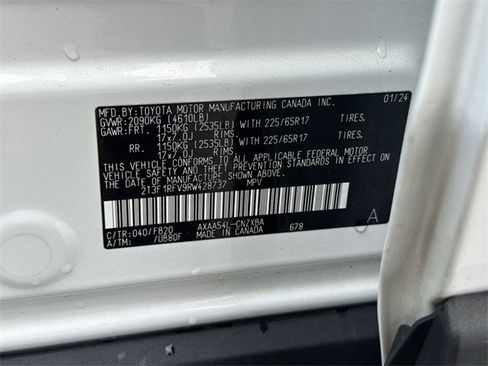 MFD. BY: TOYOTA MOTOR MANUFACTURING CANADA INC. 01/24
GVWR: 2090KG (4610LB)
GAWR: FRT. 1150KG (2535LB) WITH 225/65R17 TIRES.
17x7.0J RIMS.
RR. 1150KG (2535LB) WITH 225/65R17 TIRES.
17x7.0J RIMS.
THIS VEHICLE CONFORMS TO ALL APPLICABLE FEDERAL MOTOR
VEHICLE SAFETY AND THEFT PREVENTION STANDARDS IN EFFECT ON
THE DATE OF MANUFACTURE SHOWN ABOVE.
2T3F1RFV9RW428737 MPV
C/TR: 040/FB20 AXAA54L-CNZXBA 678 A
A/TM: /UB80F MADE IN CANADA